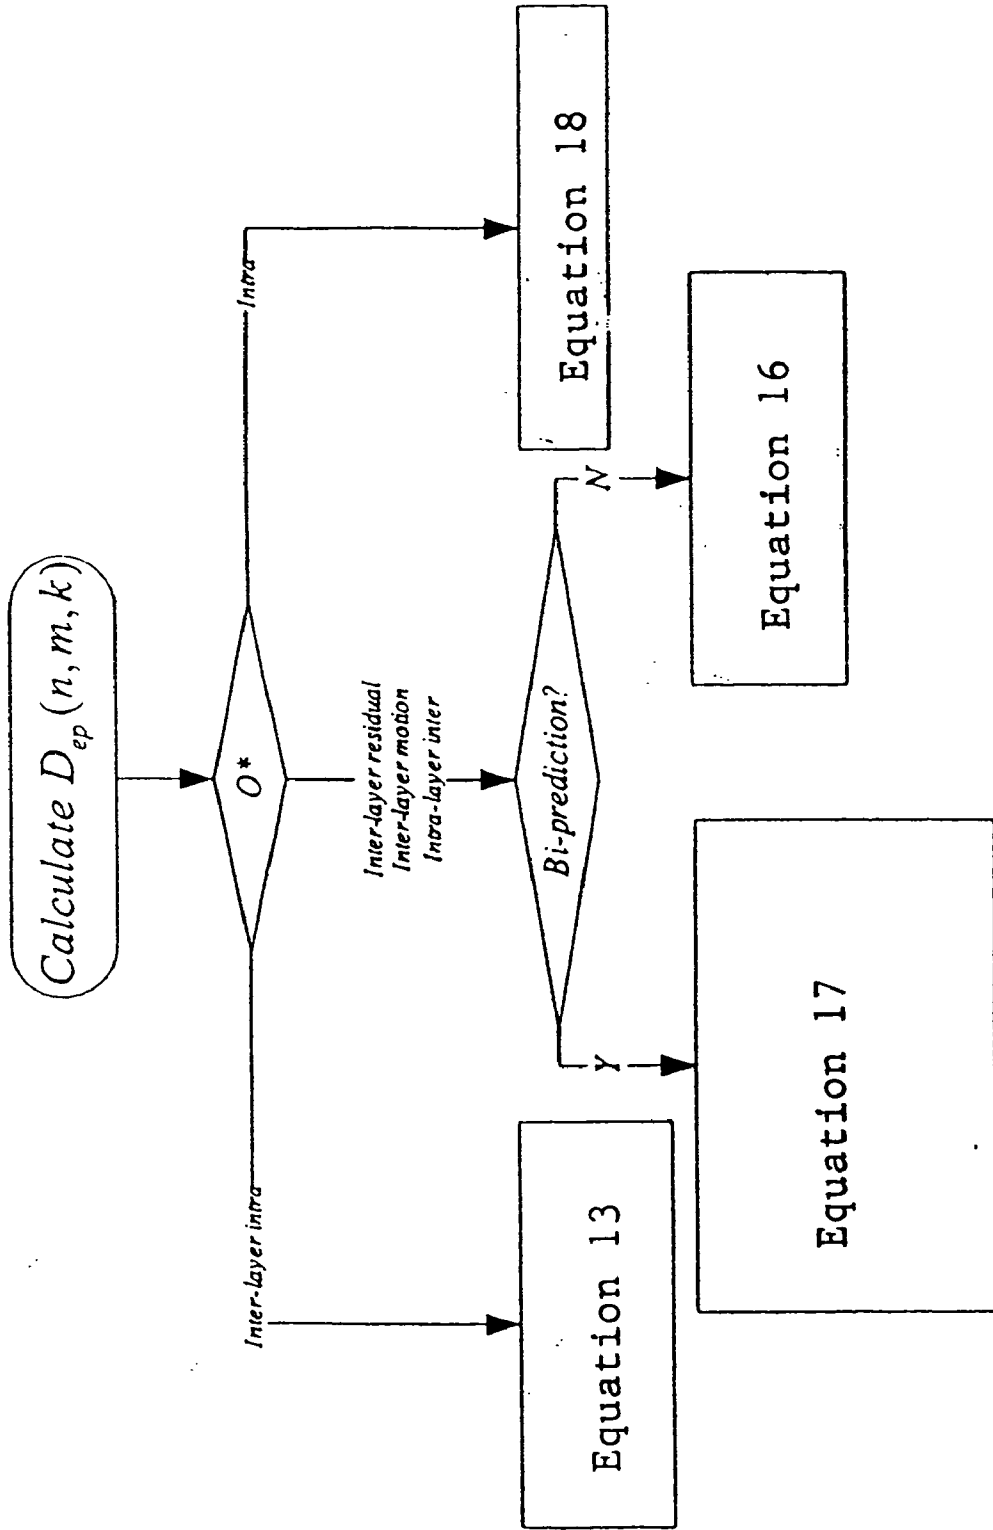 Calculate D_ep(n, m, k)
O*
Inter-layer intra
Inter-layer residual
Inter-layer motion
Intra-layer inter
Intra
Bi-prediction?
Y
N
Equation 13
Equation 18
Equation 17
Equation 16